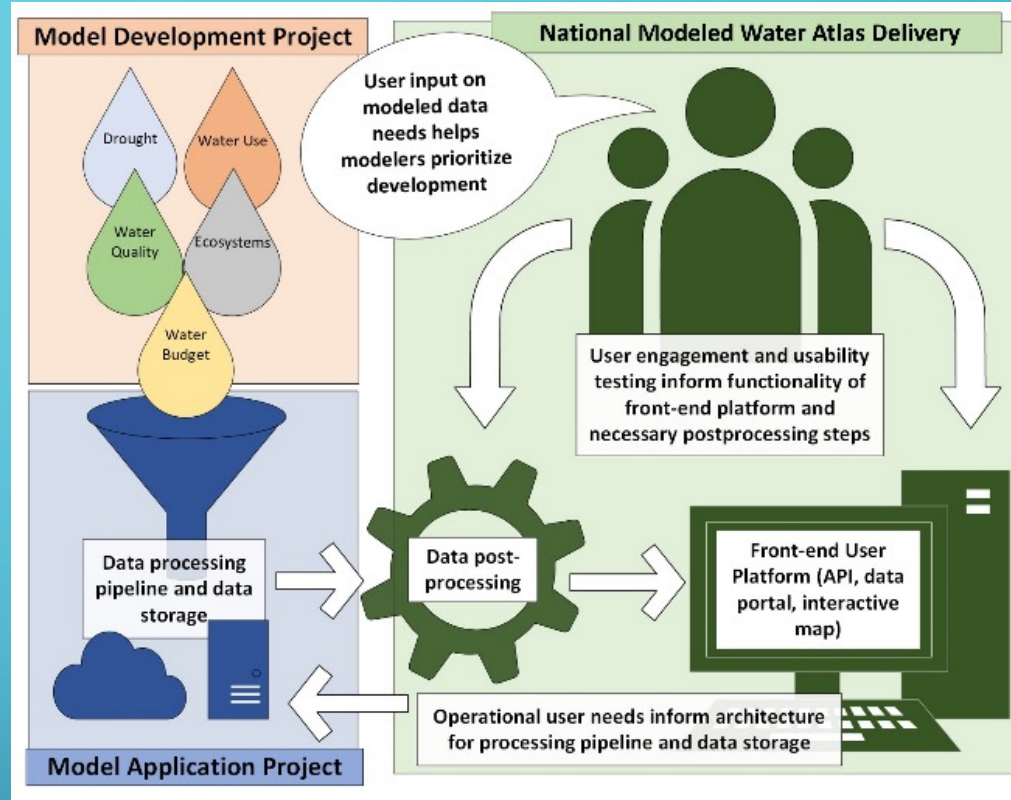 Model Development Project
National Modeled Water Atlas Delivery
User input on
modeled data
needs helps
modelers prioritize
development
Drought
Water Use
Water
Quality
Ecosystems
Water
Budget
User engagement and usability
testing inform functionality of
front-end platform and
necessary postprocessing steps
Data processing
pipeline and data
storage
Data post-
processing
Front-end User
Platform (API, data
portal, interactive
map)
Operational user needs inform architecture
for processing pipeline and data storage
Model Application Project